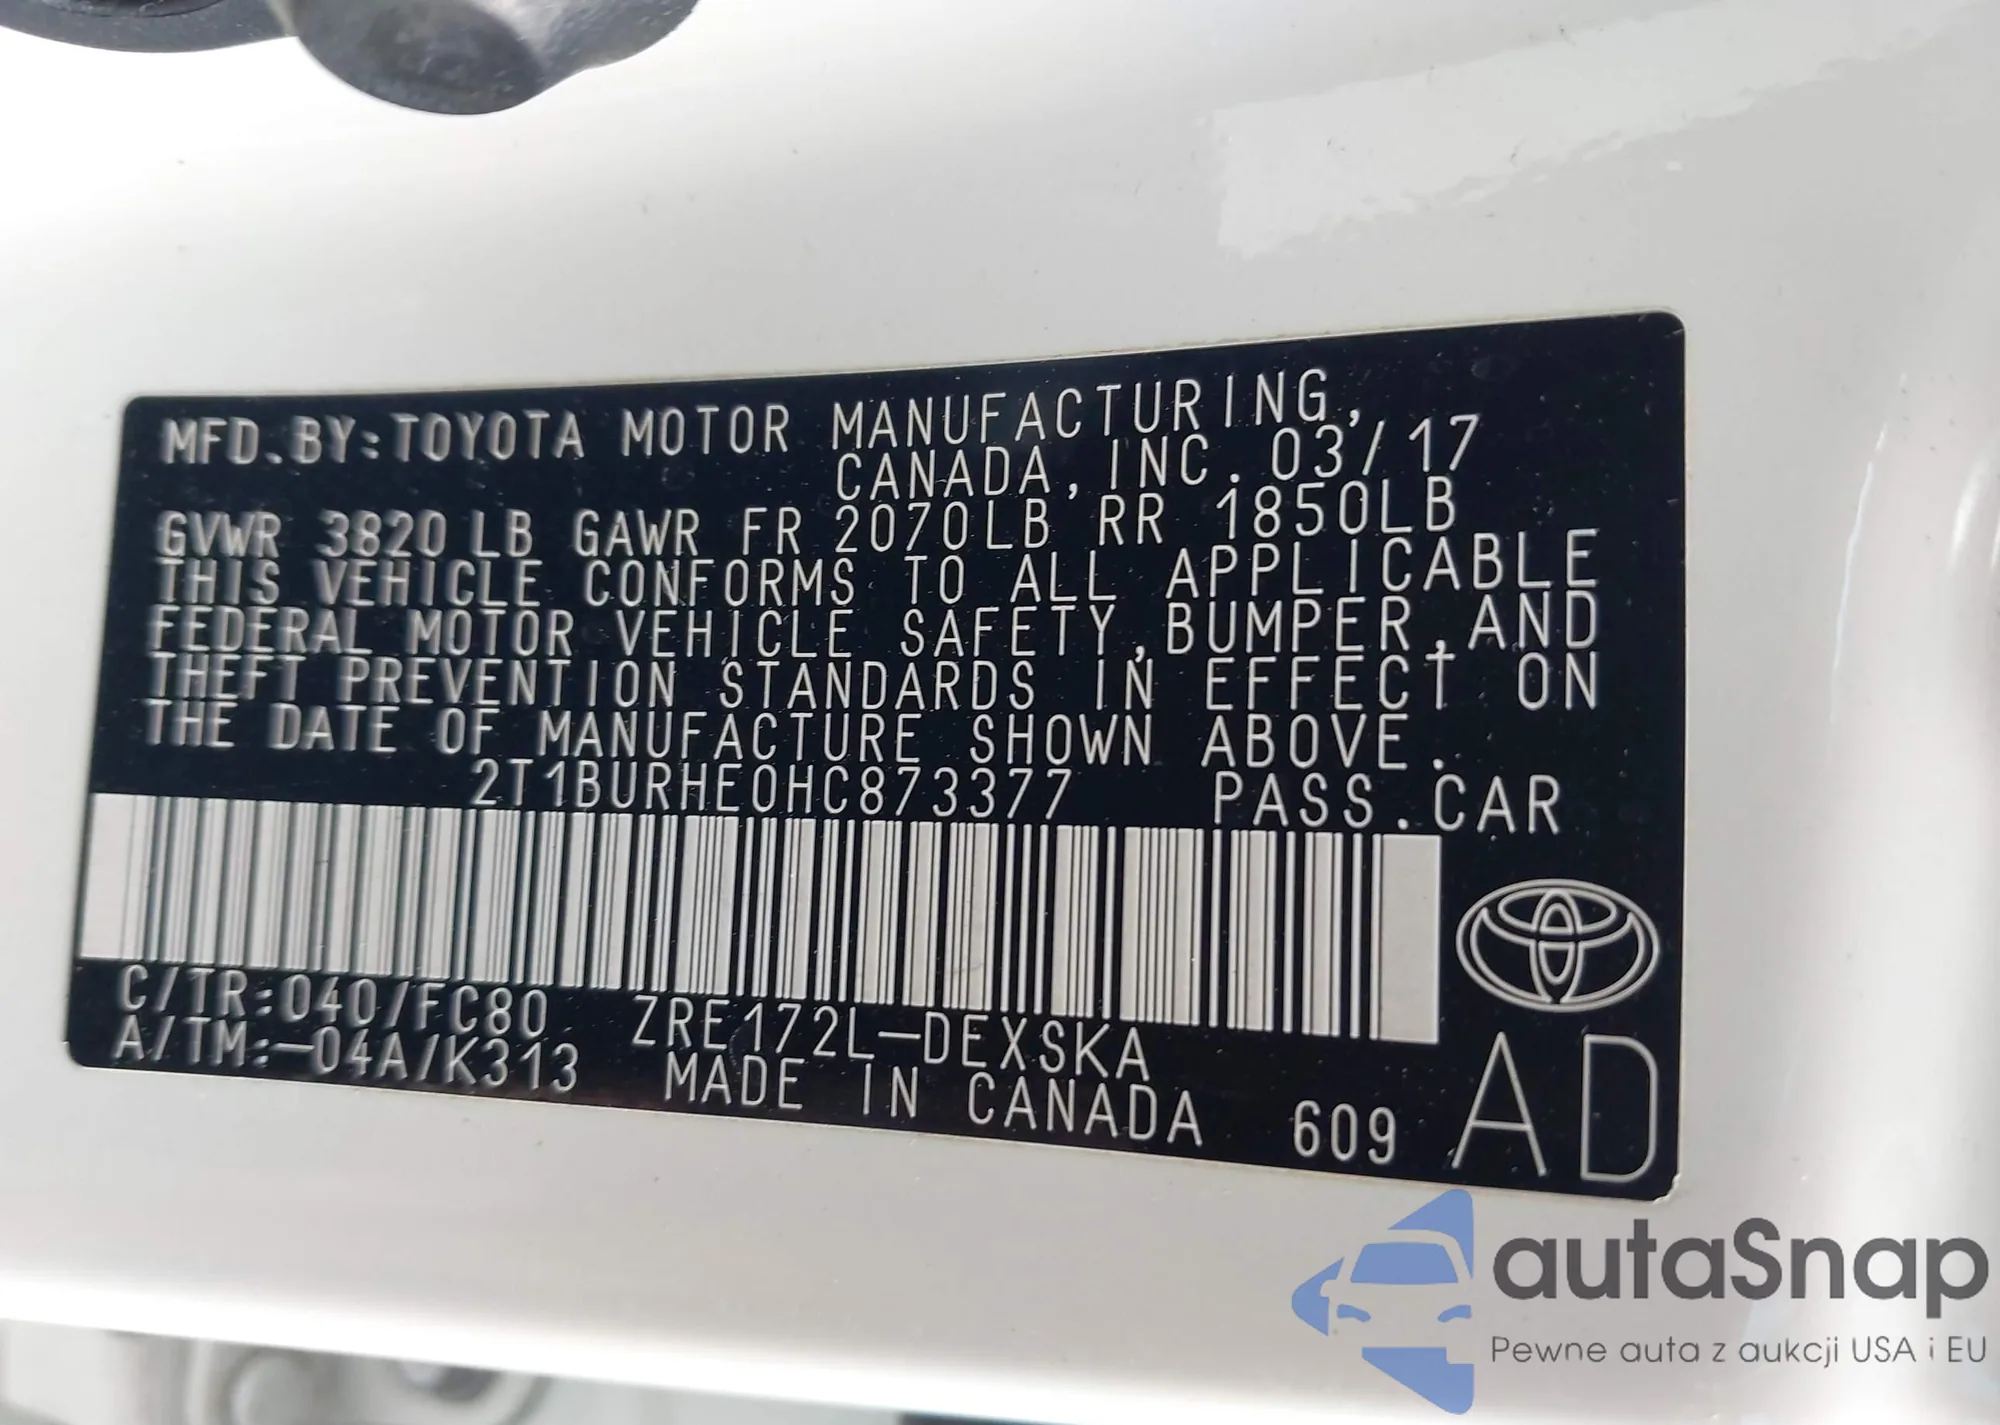 MFD.BY:TOYOTA MOTOR MANUFACTURING,
CANADA, INC. 03/17
GVWR 3820 LB GAWR FR 2070LB RR 1850LB
THIS VEHICLE CONFORMS TO ALL APPLICABLE
FEDERAL MOTOR VEHICLE SAFETY,BUMPER,AND
THEFT PREVENTION STANDARDS IN EFFECT ON
THE DATE OF MANUFACTURE SHOWN ABOVE.
2T1BURHE0HC873377 PASS.CAR
C/TR:040/FC80 ZRE172L-DEXSKA
A/TM:-04A/K313 MADE IN CANADA 609 AD
autaSnap
Pewne auta z aukcji USA i EU